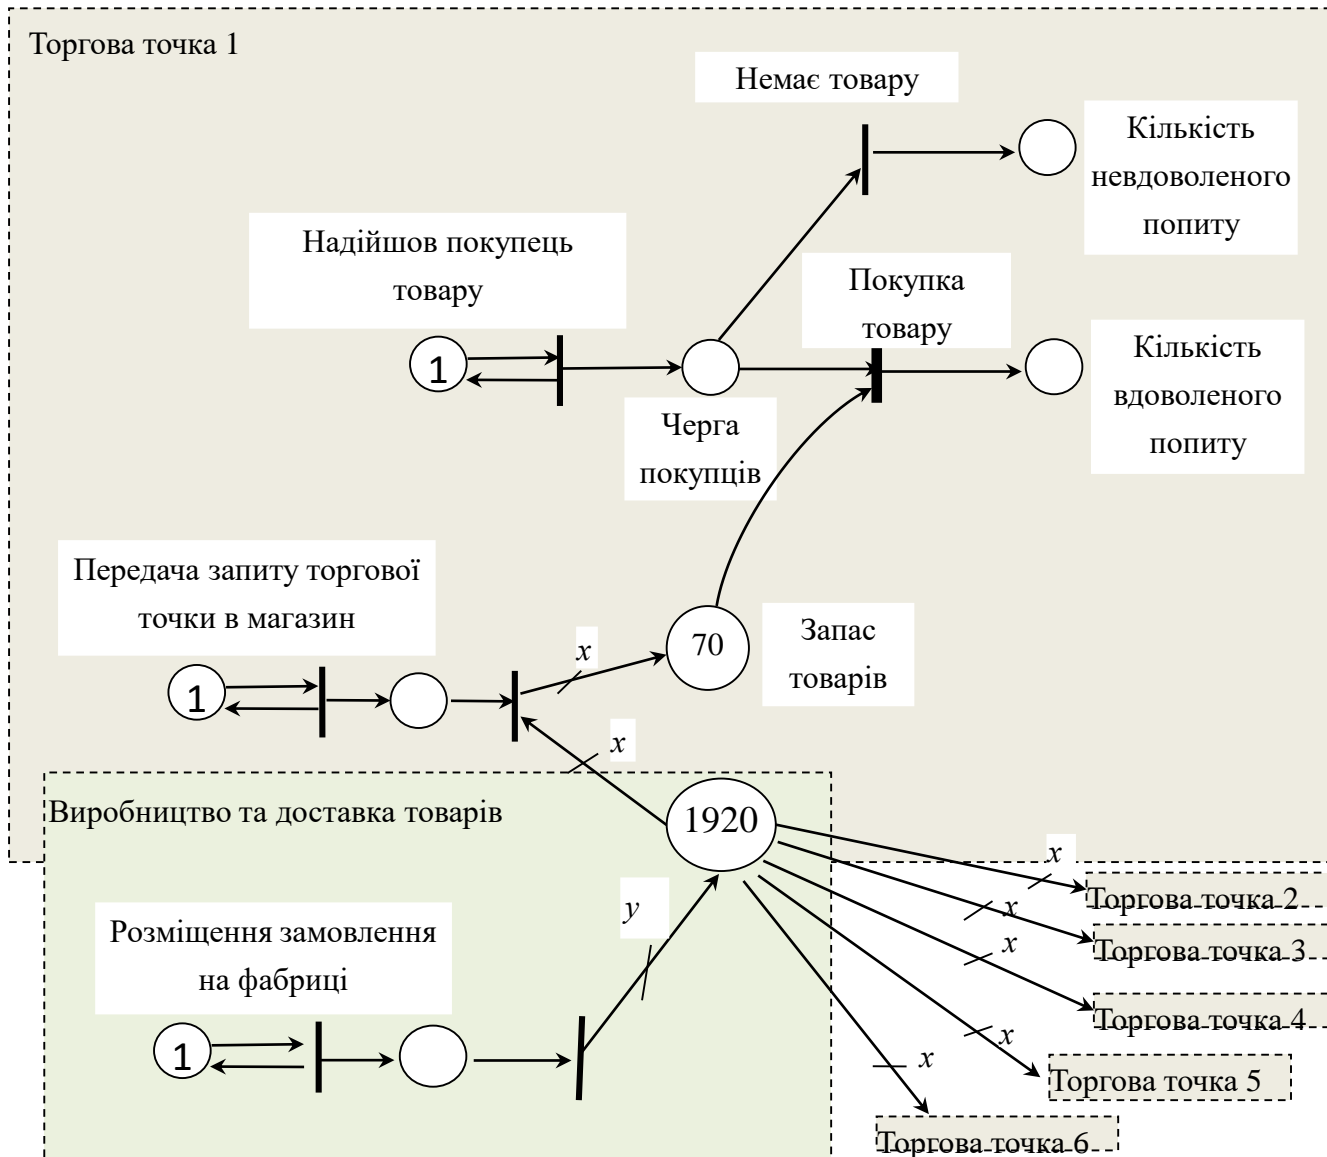 Торгова точка 1
Немає товару
Кількість
невдоволеного
попиту
Надійшов покупець
товару
Покупка
товару
Кількість
вдоволеного
попиту
1
Черга
покупців
Передача запиту торгової
точки в магазин
x
70
Запас
товарів
1
x
Виробництво та доставка товарів
1920
x
Торгова точка 2
y
x
Розміщення замовлення
на фабриці
Торгова точка 3
x
Торгова точка 4
x
1
x
Торгова точка 5
Торгова точка 6